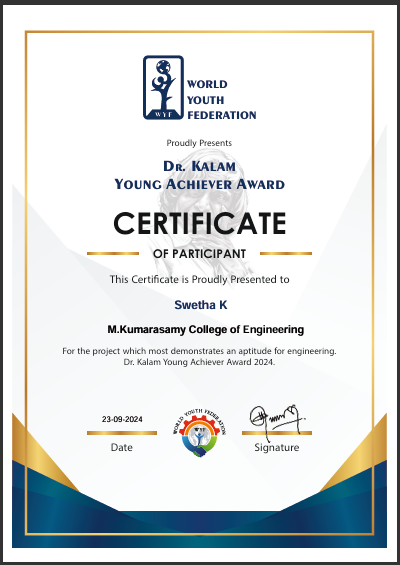 WYF
WORLD
YOUTH
FEDERATION
Proudly Presents
DR. KALAM
YOUNG ACHIEVER AWARD
CERTIFICATE
OF PARTICIPANT
This Certificate is Proudly Presented to
Swetha K
M.Kumarasamy College of Engineering
For the project which most demonstrates an aptitude for engineering.
Dr. Kalam Young Achiever Award 2024.
23-09-2024
WORLD YOUTH FEDERATION
WYF
Date
Signature